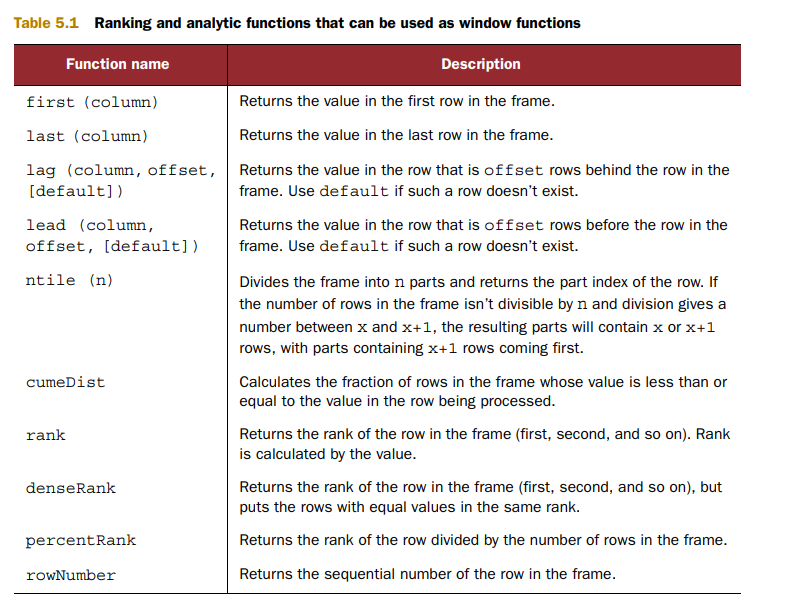 Table 5.1 Ranking and analytic functions that can be used as window functions
Function name Description
first (column) Returns the value in the first row in the frame.
last (column) Returns the value in the last row in the frame.
lag (column, offset, Returns the value in the row that is offset rows behind the row in the
[default]) frame. Use default if such a row doesn't exist.
lead (column, Returns the value in the row that is offset rows before the row in the
offset, [default]) frame. Use default if such a row doesn't exist.
ntile (n) Divides the frame into n parts and returns the part index of the row. If
the number of rows in the frame isn't divisible by n and division gives a
number between x and x+1, the resulting parts will contain x or x+1
rows, with parts containing x+1 rows coming first.
cumeDist Calculates the fraction of rows in the frame whose value is less than or
equal to the value in the row being processed.
rank Returns the rank of the row in the frame (first, second, and so on). Rank
is calculated by the value.
denseRank Returns the rank of the row in the frame (first, second, and so on), but
puts the rows with equal values in the same rank.
percentRank Returns the rank of the row divided by the number of rows in the frame.
rowNumber Returns the sequential number of the row in the frame.